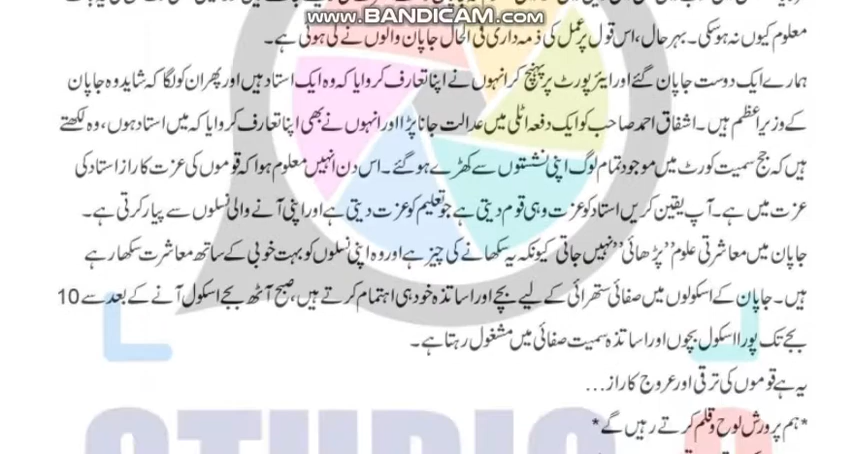 www.BANDICAM.com
معلوم کیوں نہ ہوسکی۔ بہرحال، اس قول پر عمل کی ذمہ داری فی الحال جاپان والوں نے لی ہوئی ہے۔
ہمارے ایک دوست جاپان گئے اور ایئرپورٹ پر پہنچ کر انہوں نے اپنا تعارف کروایا کہ وہ ایک استاد ہیں اور پھر ان کو لگا کہ شاید وہ جاپان
کے وزیر اعظم ہیں۔ اشفاق احمد صاحب کو ایک دفعہ اٹلی میں عدالت جانا پڑا اور انہوں نے بھی اپنا تعارف کروایا کہ میں استاد ہوں، وہ لکھتے
ہیں کہ جج سمیت کورٹ میں موجود تمام لوگ اپنی نشستوں سے کھڑے ہوگئے۔ اس دن انہیں معلوم ہوا کہ قوموں کی عزت کا راز استاد کی
عزت میں ہے۔ آپ یقین کریں استاد کو عزت وہی قوم دیتی ہے جو تعلیم کو عزت دیتی ہے اور اپنی آنے والی نسلوں سے پیار کرتی ہے۔
جاپان میں معاشرتی علوم ’’پڑھائی‘‘ نہیں جاتی کیونکہ یہ سکھانے کی چیز ہے اور وہ اپنی نسلوں کو بہت خوبی کے ساتھ معاشرت سکھا رہے
ہیں۔ جاپان کے اسکولوں میں صفائی ستھرائی کے لیے بچے اور اساتذہ خود ہی اہتمام کرتے ہیں، صبح آٹھ بجے اسکول آنے کے بعد سے 10
بجے تک پورا اسکول بچوں اور اساتذہ سمیت صفائی میں مشغول رہتا ہے۔
یہ ہے قوموں کی ترقی اور عروج کا راز...
*ہم پرورش لوح و قلم کرتے رہیں گے*